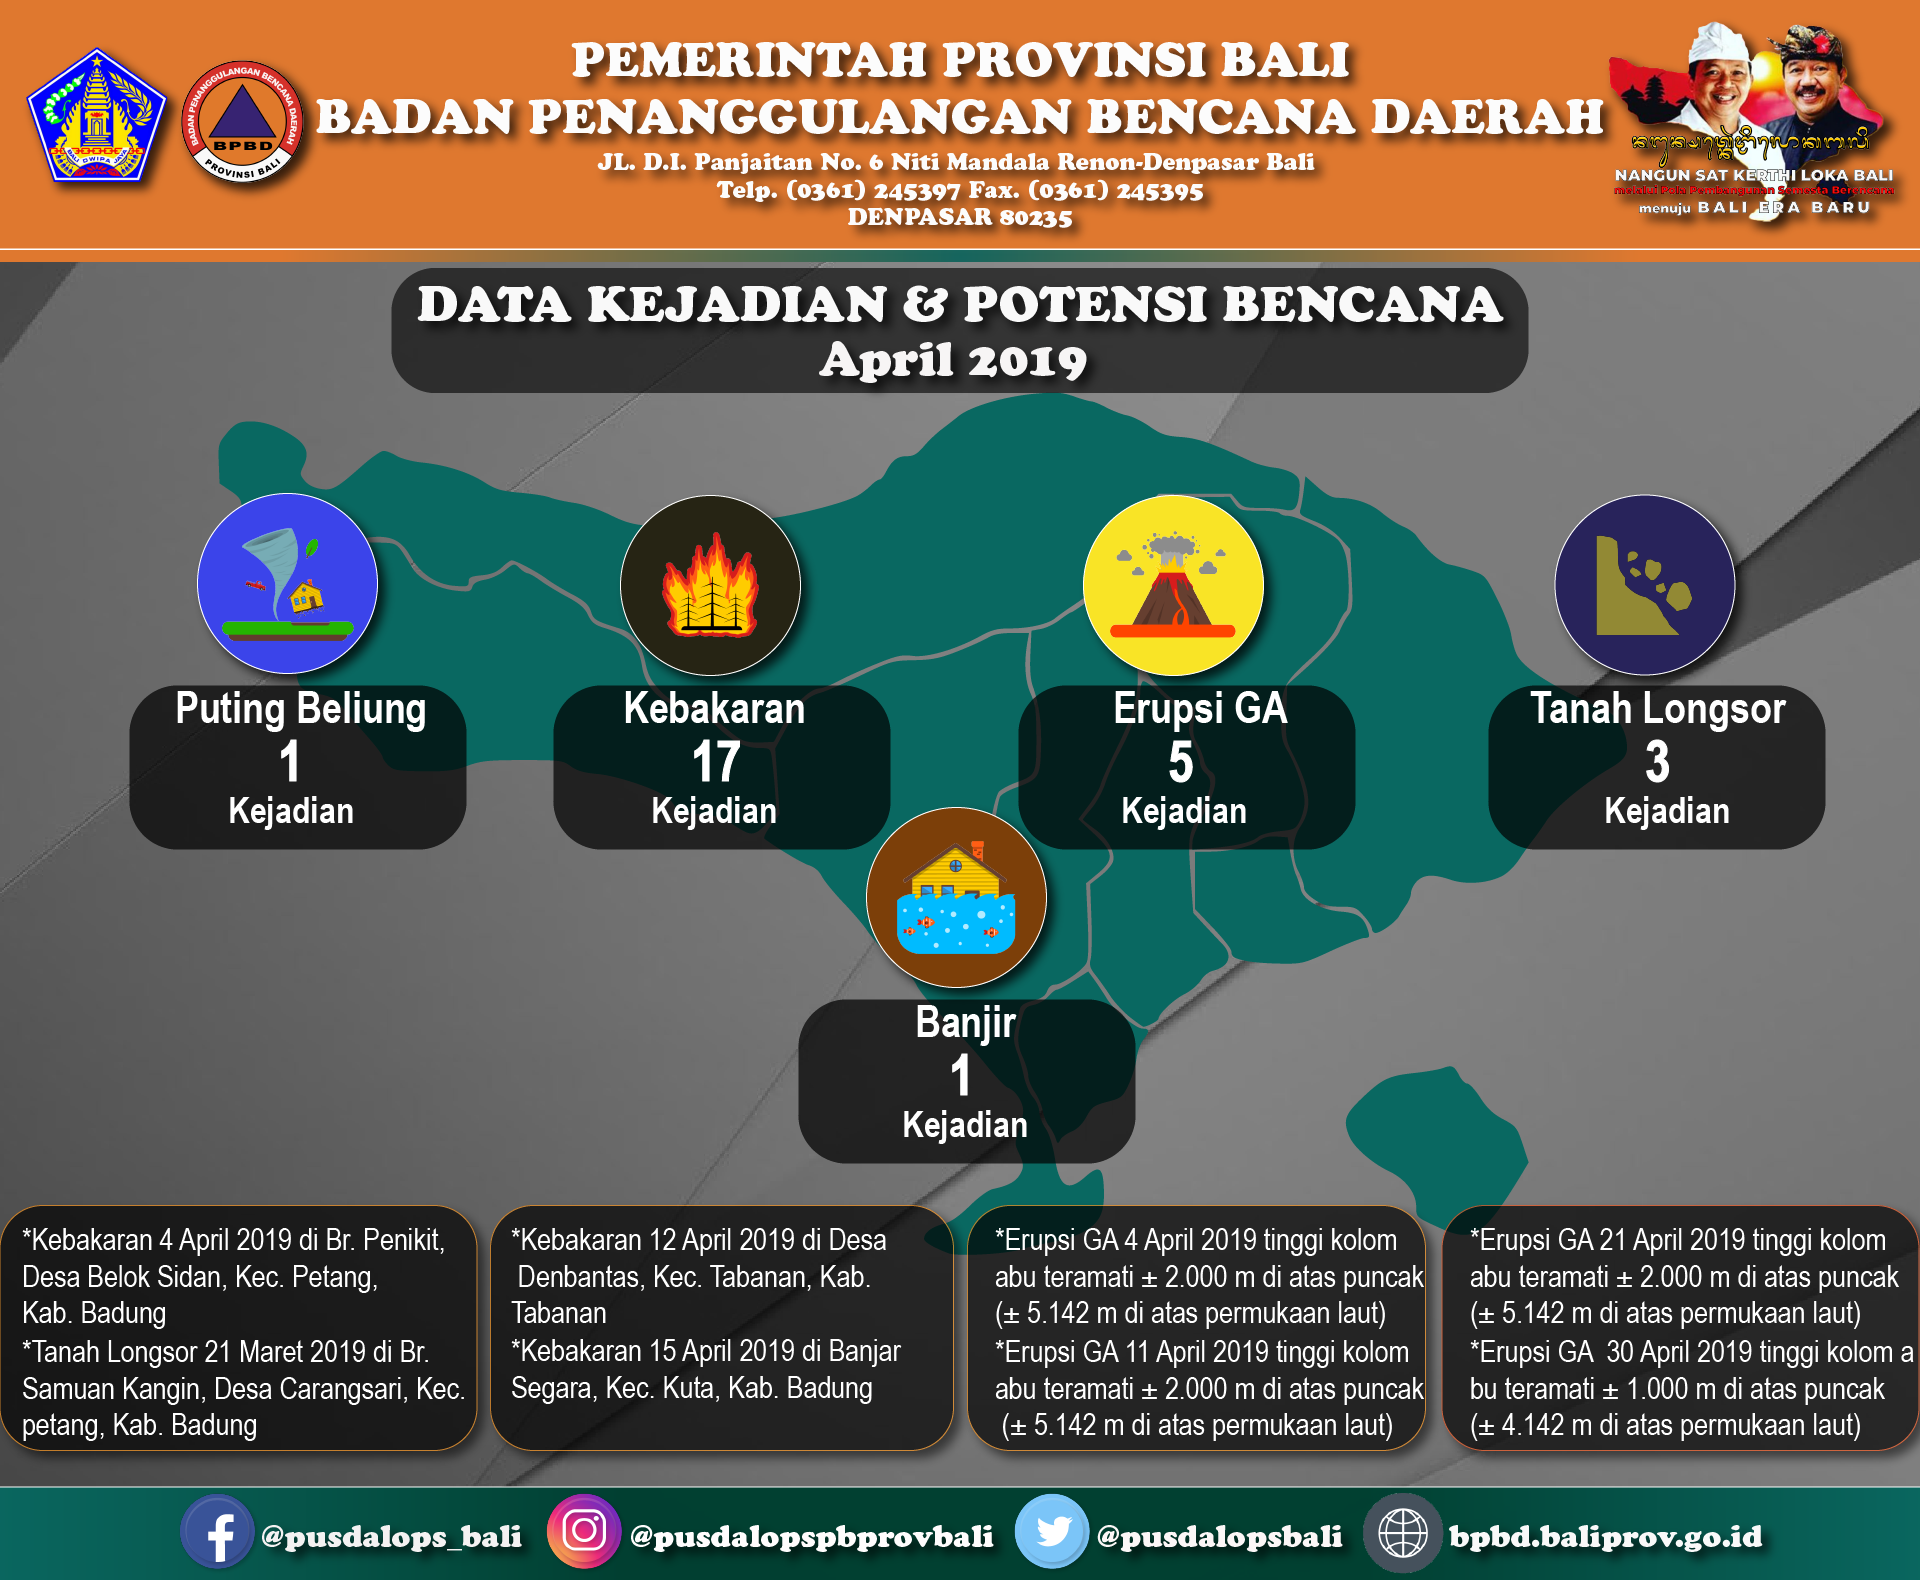 PEMERINTAH PROVINSI BALI
BADAN PENANGGULANGAN BENCANA DAERAH
JL. D.I. Panjaitan No. 6 Niti Mandala Renon-Denpasar Bali
Telp. (0361) 245397 Fax. (0361) 245395
DENPASAR 80235
BALI DWIPA JAYA
BADAN PENANGGULANGAN BENCANA DAERAH
BPBD
PROVINSI BALI
NANGUN SAT KERTHI LOKA BALI
melalui Pola Pembangunan Semesta Berencana
menuju BALI ERA BARU
DATA KEJADIAN & POTENSI BENCANA
April 2019
Puting Beliung
1
Kejadian
Kebakaran
17
Kejadian
Erupsi GA
5
Kejadian
Tanah Longsor
3
Kejadian
Banjir
1
Kejadian
*Kebakaran 4 April 2019 di Br. Penikit,
Desa Belok Sidan, Kec. Petang,
Kab. Badung
*Tanah Longsor 21 Maret 2019 di Br.
Samuan Kangin, Desa Carangsari, Kec.
petang, Kab. Badung
*Kebakaran 12 April 2019 di Desa
Denbantas, Kec. Tabanan, Kab.
Tabanan
*Kebakaran 15 April 2019 di Banjar
Segara, Kec. Kuta, Kab. Badung
*Erupsi GA 4 April 2019 tinggi kolom
abu teramati ± 2.000 m di atas puncak
(± 5.142 m di atas permukaan laut)
*Erupsi GA 11 April 2019 tinggi kolom
abu teramati ± 2.000 m di atas puncak
(± 5.142 m di atas permukaan laut)
*Erupsi GA 21 April 2019 tinggi kolom
abu teramati ± 2.000 m di atas puncak
(± 5.142 m di atas permukaan laut)
*Erupsi GA 30 April 2019 tinggi kolom a
bu teramati ± 1.000 m di atas puncak
(± 4.142 m di atas permukaan laut)
@pusdalops_bali
@pusdalopspbprovbali
@pusdalopsbali
bpbd.baliprov.go.id